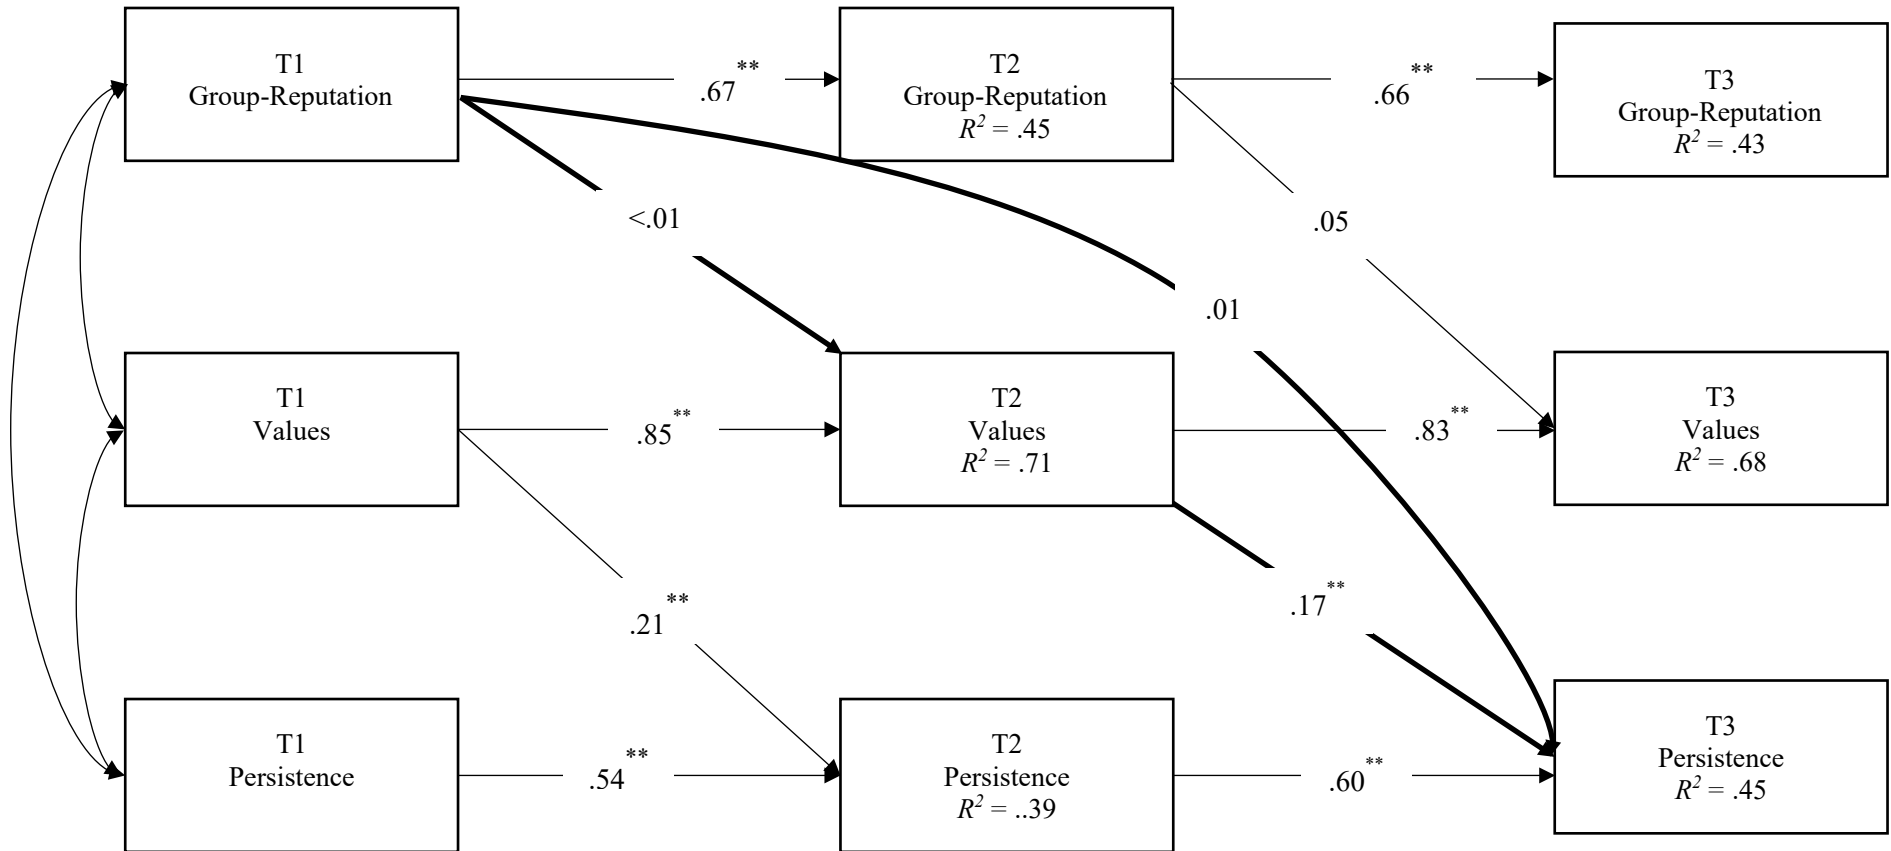 T1
Group-Reputation
.67**
T2
Group-Reputation
R² = .45
.66**
T3
Group-Reputation
R² = .43
<.01
.05
.01
T1
Values
.85**
T2
Values
R² = .71
.83**
T3
Values
R² = .68
.21**
.17**
T1
Persistence
.54**
T2
Persistence
R² = ..39
.60**
T3
Persistence
R² = .45